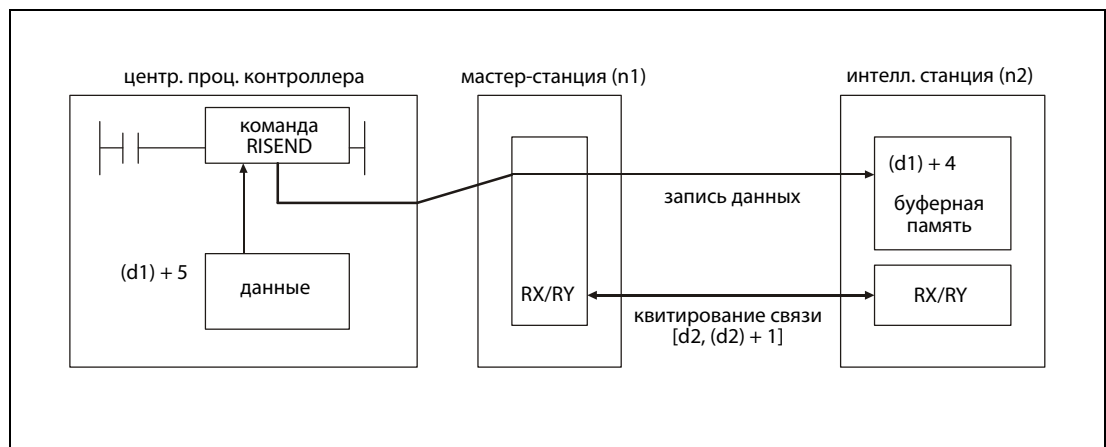 центр. проц. контроллера
мастер-станция (n1)
интелл. станция (n2)
команда
RISEND
(d1) + 4
буферная
память
запись данных
(d1) + 5
данные
RX/RY
RX/RY
квитирование связи
[d2, (d2) + 1]